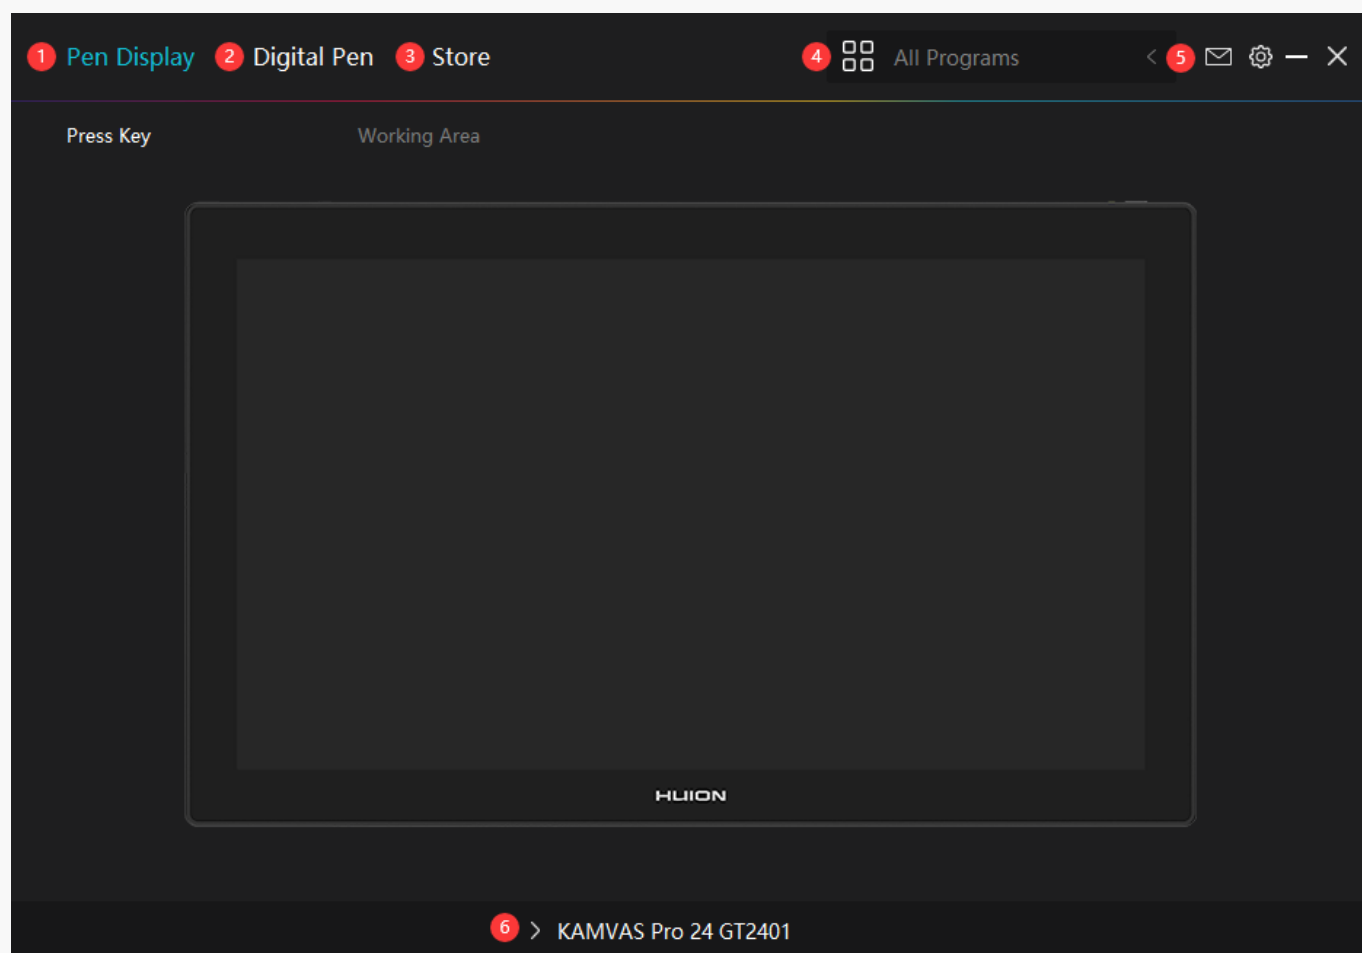 1 Pen Display 2 Digital Pen 3 Store 4 All Programs 5
Press Key Working Area
HUION
6 KAMVAS Pro 24 GT2401